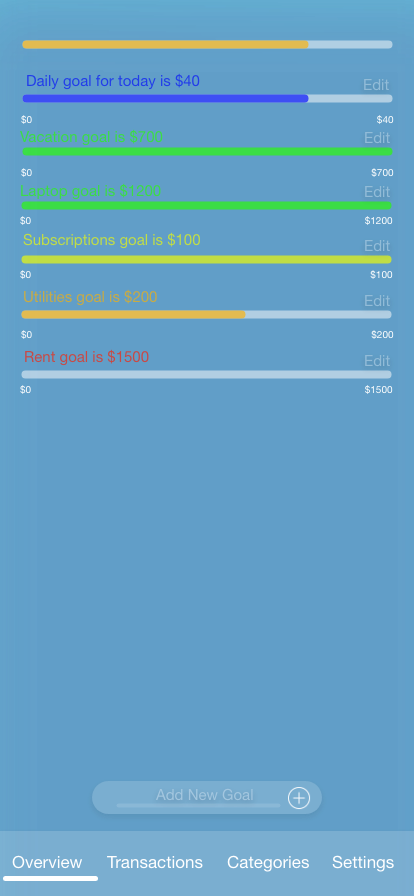 Daily goal for today is $40
Edit
$0 $40
Vacation goal is $700
Edit
$0 $700
Laptop goal is $1200
Edit
$0 $1200
Subscriptions goal is $100
Edit
$0 $100
Utilities goal is $200
Edit
$0 $200
Rent goal is $1500
Edit
$0 $1500
Add New Goal
Overview Transactions Categories Settings